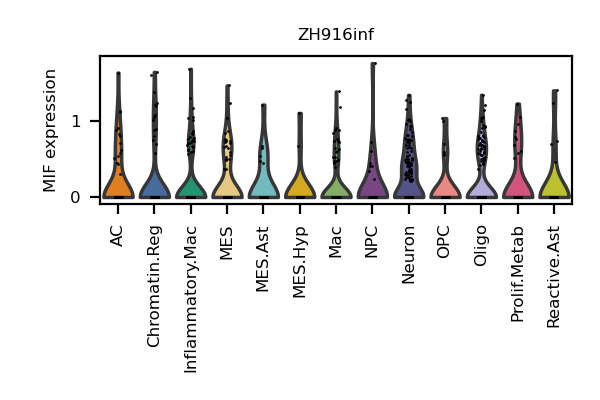 ZH916inf
MIF expression
1
0
AC
Chromatin.Reg
Inflammatory.Mac
MES
MES.Ast
MES.Hyp
Mac
NPC
Neuron
OPC
Oligo
Prolif.Metab
Reactive.Ast